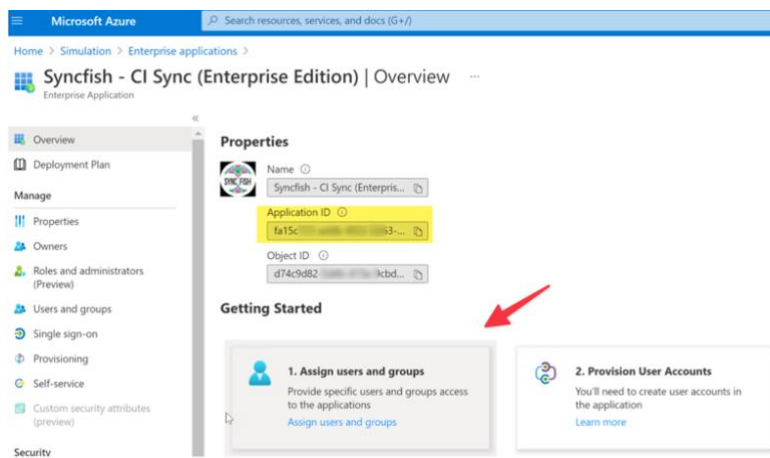 Microsoft Azure
Search resources, services, and docs (G+/)
Home > Simulation > Enterprise applications >
Syncfish - CI Sync (Enterprise Edition) | Overview ...
Enterprise Application
«
Overview
Deployment Plan
Manage
Properties
Owners
Roles and administrators
(Preview)
Users and groups
Single sign-on
Provisioning
Self-service
Custom security attributes
(preview)
Security
Properties
SYNC FISH
Name
Syncfish - CI Sync (Enterpris...
Application ID
fa15c 63-...
Object ID
d74c9d82 cbd...
Getting Started
1. Assign users and groups
Provide specific users and groups access
to the applications
Assign users and groups
2. Provision User Accounts
You'll need to create user accounts in
the application
Learn more